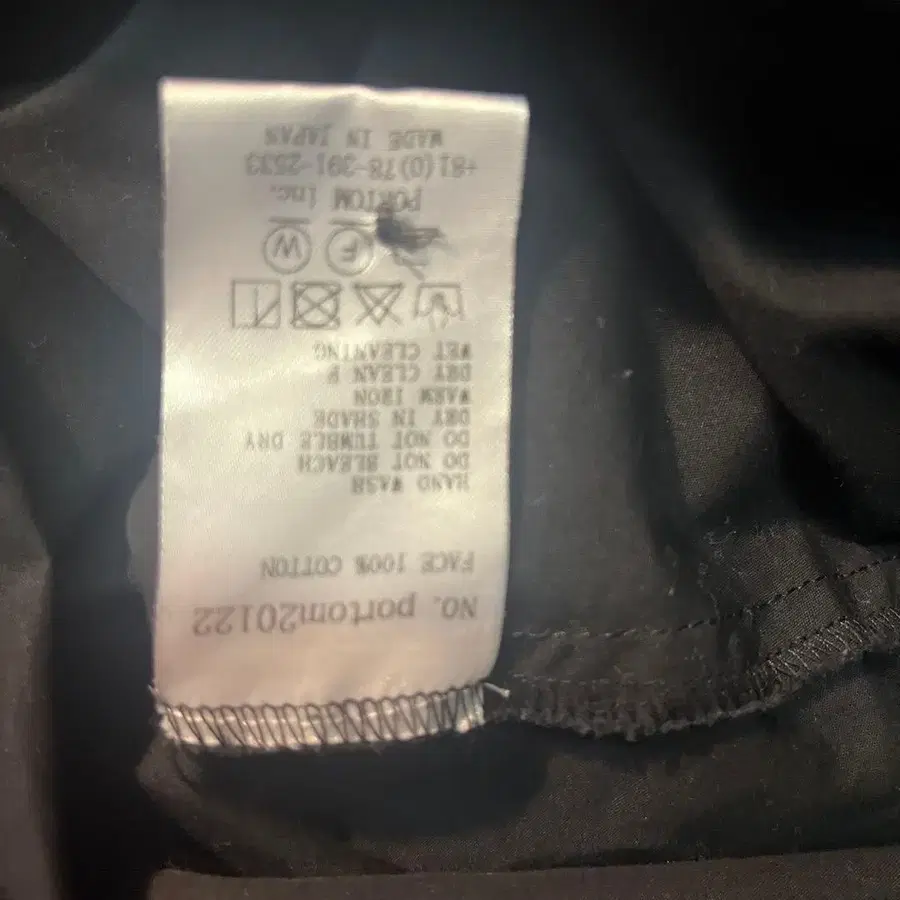 NO. portom20122
FACE 100% COTTON
HAND WASH
DO NOT BLEACH
DO NOT TUMBLE DRY
DRY IN SHADE
WARM IRON
DRY CLEAN F
WET CLEANING
F W
PORTOM Inc.
+81(0)78-391-2533
MADE IN JAPAN